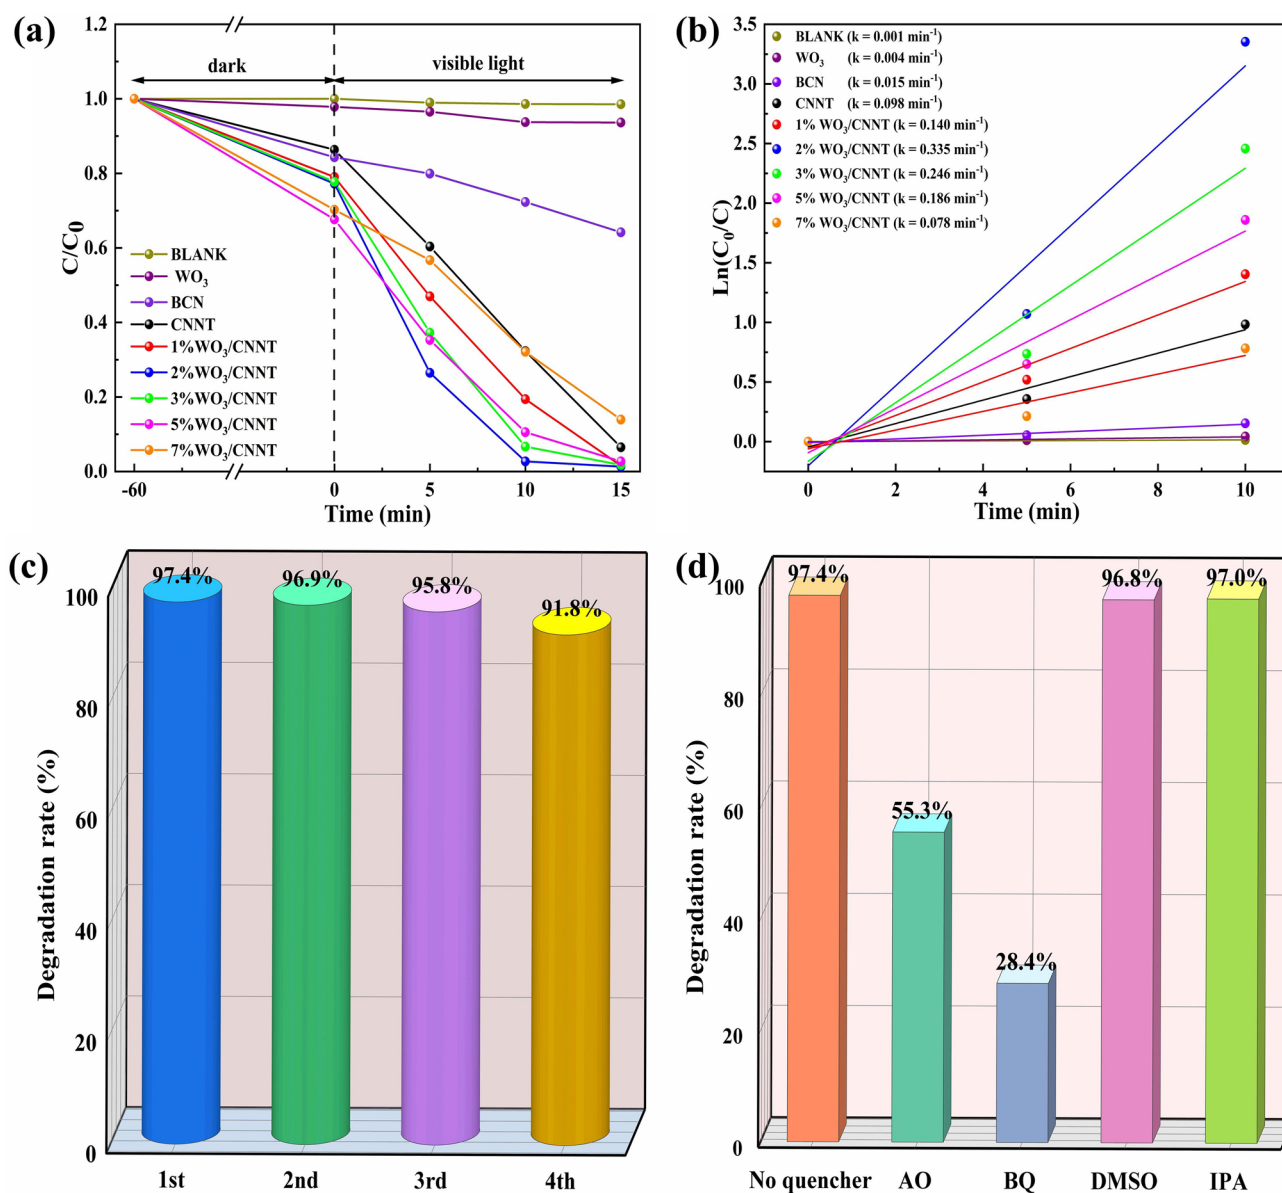 (a)
1.2
1.0
0.8
0.6
0.4
0.2
0.0
C/C0
dark
visible light
BLANK
WO3
BCN
CNNT
1%WO3/CNNT
2%WO3/CNNT
3%WO3/CNNT
5%WO3/CNNT
7%WO3/CNNT
-60 0 5 10 15
Time (min)
(b)
3.5
3.0
2.5
2.0
1.5
1.0
0.5
0.0
Ln(C0/C)
BLANK (k = 0.001 min-1)
WO3 (k = 0.004 min-1)
BCN (k = 0.015 min-1)
CNNT (k = 0.098 min-1)
1% WO3/CNNT (k = 0.140 min-1)
2% WO3/CNNT (k = 0.335 min-1)
3% WO3/CNNT (k = 0.246 min-1)
5% WO3/CNNT (k = 0.186 min-1)
7% WO3/CNNT (k = 0.078 min-1)
0 2 4 6 8 10
Time (min)
(c)
100
80
60
40
20
0
Degradation rate (%)
97.4% 96.9% 95.8% 91.8%
1st 2nd 3rd 4th
(d)
100
80
60
40
20
0
Degradation rate (%)
97.4% 55.3% 28.4% 96.8% 97.0%
No quencher AO BQ DMSO IPA